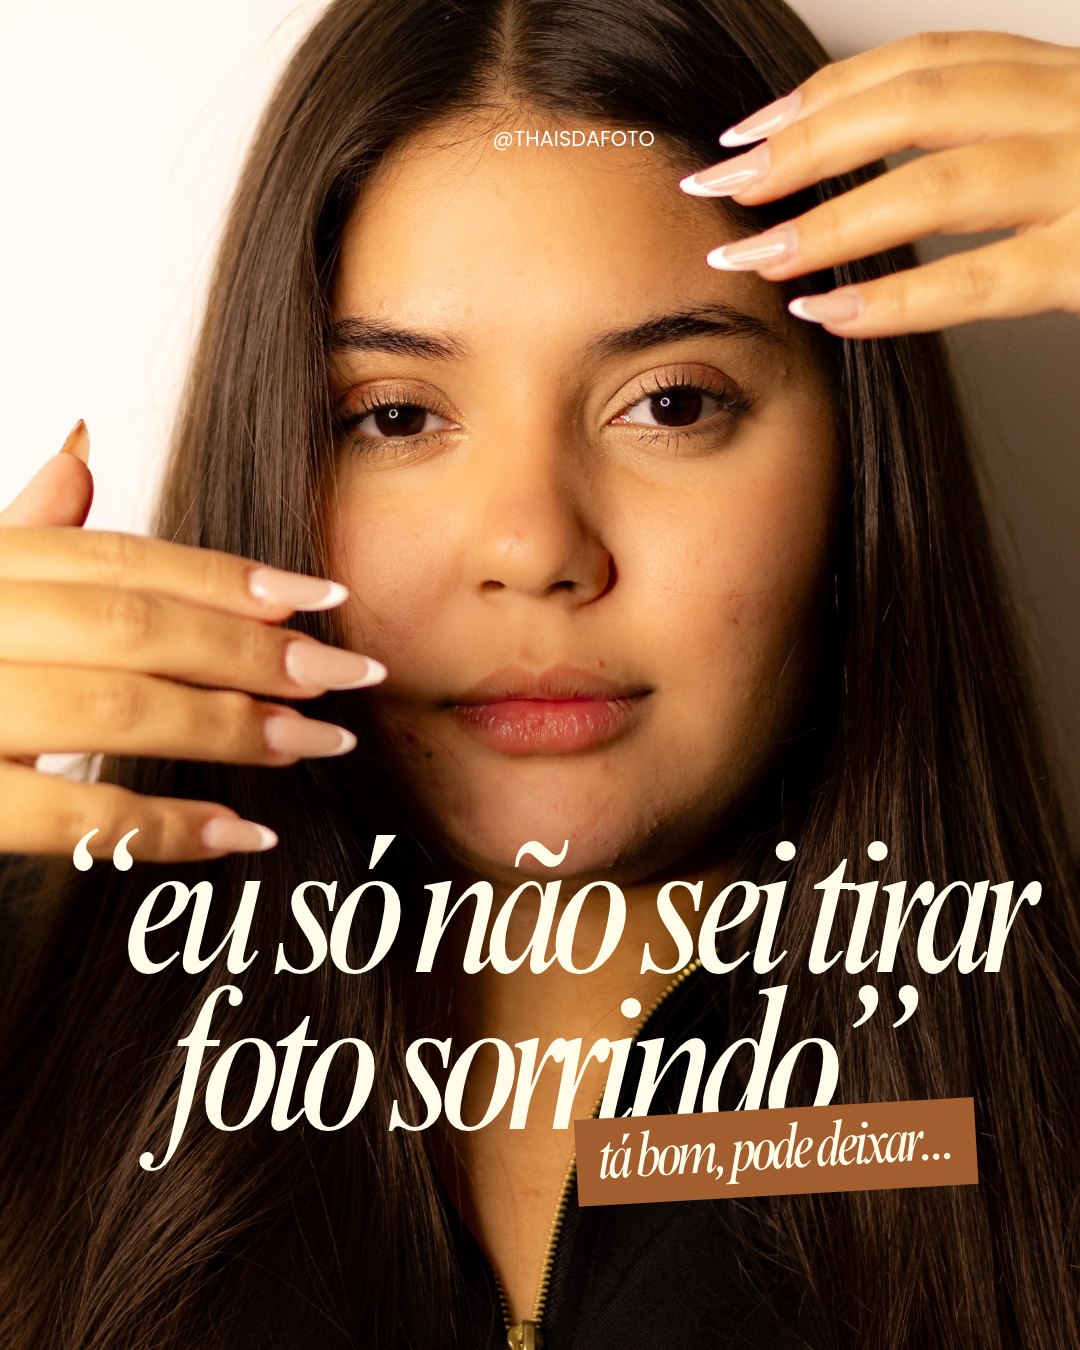 @THAISDAFOTO
“eu só não sei tirar
foto sorrindo”
tá bom, pode deixar...